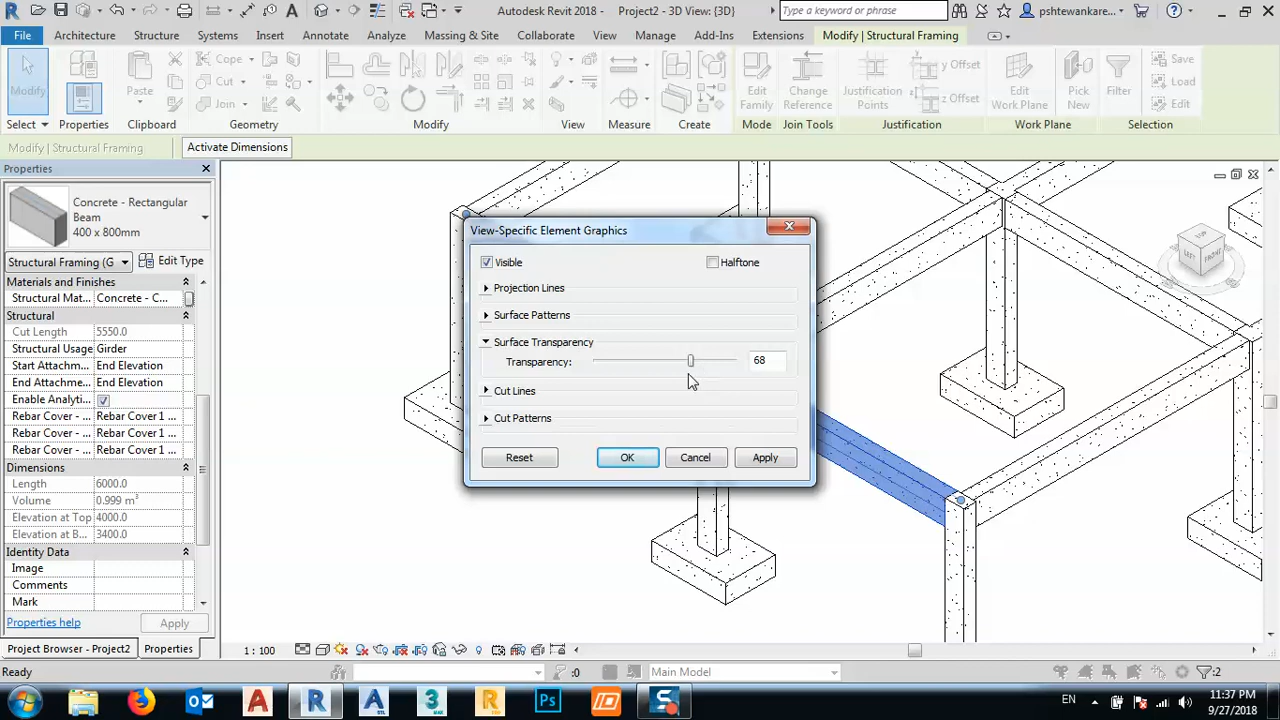 Autodesk Revit 2018 - Project2 - 3D View: {3D}
Type a keyword or phrase
pshtewankare...
File Architecture Structure Systems Insert Annotate Analyze Massing & Site Collaborate View Manage Add-Ins Extensions Modify | Structural Framing
Modify
Paste
Cope
Cut
Join
Edit Family
Change Reference
Justification Points
y Offset
z Offset
Edit Work Plane
Pick New
Filter
Save
Load
Edit
Select Properties Clipboard Geometry Modify View Measure Create Mode Join Tools Justification Work Plane Selection
Modify | Structural Framing
Activate Dimensions
Properties
Concrete - Rectangular Beam
400 x 800mm
Structural Framing (G
Edit Type
Materials and Finishes
Structural Mat... Concrete - C...
Structural
Cut Length 5550.0
Structural Usage Girder
Start Attachm... End Elevation
End Attachme... End Elevation
Enable Analyti...
Rebar Cover - ... Rebar Cover 1 ...
Rebar Cover - ... Rebar Cover 1 ...
Rebar Cover - ... Rebar Cover 1 ...
Dimensions
Length 6000.0
Volume 0.999 m³
Elevation at Top 4000.0
Elevation at B... 3400.0
Identity Data
Image
Comments
Mark
Properties help
Apply
Project Browser - Project2
Properties
View-Specific Element Graphics
Visible
Halftone
Projection Lines
Surface Patterns
Surface Transparency
Transparency: 68
Cut Lines
Cut Patterns
Reset OK Cancel Apply
TOP
FRONT
1 : 100
Ready
:0
Main Model
:2
EN
11:37 PM
9/27/2018